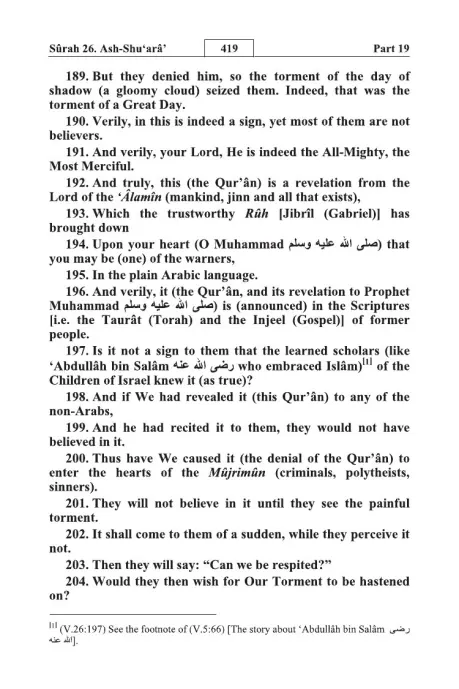 Sûrah 26. Ash-Shu‘arâ’ 419 Part 19
189. But they denied him, so the torment of the day of
shadow (a gloomy cloud) seized them. Indeed, that was the
torment of a Great Day.
190. Verily, in this is indeed a sign, yet most of them are not
believers.
191. And verily, your Lord, He is indeed the All-Mighty, the
Most Merciful.
192. And truly, this (the Qur’ân) is a revelation from the
Lord of the ‘Âlamîn (mankind, jinn and all that exists),
193. Which the trustworthy Rûh [Jibrîl (Gabriel)] has
brought down
194. Upon your heart (O Muhammad صلى الله عليه وسلم) that
you may be (one) of the warners,
195. In the plain Arabic language.
196. And verily, it (the Qur’ân, and its revelation to Prophet
Muhammad صلى الله عليه وسلم) is (announced) in the Scriptures
[i.e. the Taurât (Torah) and the Injeel (Gospel)] of former
people.
197. Is it not a sign to them that the learned scholars (like
‘Abdullâh bin Salâm رضى الله عنه who embraced Islâm)[1] of the
Children of Israel knew it (as true)?
198. And if We had revealed it (this Qur’ân) to any of the
non-Arabs,
199. And he had recited it to them, they would not have
believed in it.
200. Thus have We caused it (the denial of the Qur’ân) to
enter the hearts of the Mûjrimûn (criminals, polytheists,
sinners).
201. They will not believe in it until they see the painful
torment.
202. It shall come to them of a sudden, while they perceive it
not.
203. Then they will say: “Can we be respited?”
204. Would they then wish for Our Torment to be hastened
on?
[1] (V.26:197) See the footnote of (V.5:66) [The story about ‘Abdullâh bin Salâm رضى
الله عنه].